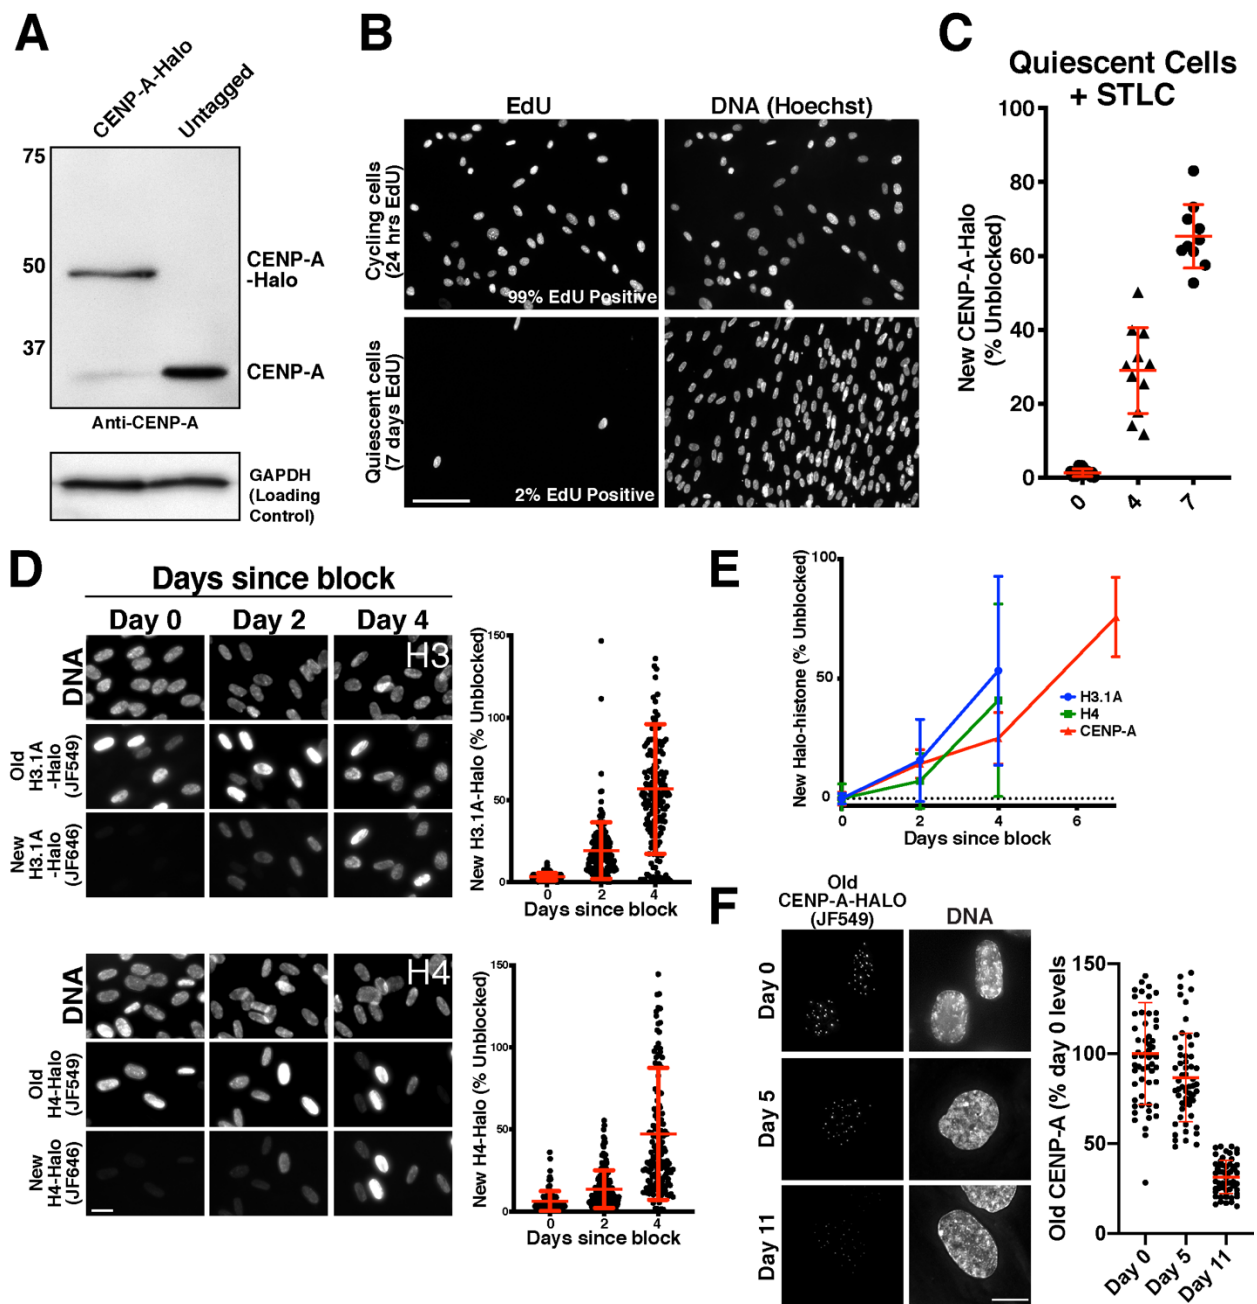 A
CENP-A-Halo
Untagged
75
50
37
CENP-A
-Halo
CENP-A
Anti-CENP-A
GAPDH
(Loading
Control)
B
EdU
DNA (Hoechst)
Cycling cells
(24 hrs EdU)
99% EdU Positive
Quiescent cells
(7 days EdU)
2% EdU Positive
C
Quiescent Cells
+ STLC
New CENP-A-Halo
(% Unblocked)
100
80
60
40
20
0
0
4
7
D
Days since block
Day 0
Day 2
Day 4
DNA
H3
Old
H3.1A
-Halo
(JF549)
New
H3.1A
-Halo
(JF646)
New H3.1A-Halo (% Unblocked)
150
100
50
0
0
2
4
Days since block
DNA
H4
Old
H4-Halo
(JF549)
New
H4-Halo
(JF646)
New H4-Halo (% Unblocked)
150
100
50
0
0
2
4
Days since block
E
New Halo-histone (% Unblocked)
100
50
0
0
2
4
6
Days since block
H3.1A
H4
CENP-A
F
Old
CENP-A-HALO
(JF549)
DNA
Day 0
Day 5
Day 11
Old CENP-A (% day 0 levels)
150
100
50
0
Day 0
Day 5
Day 11